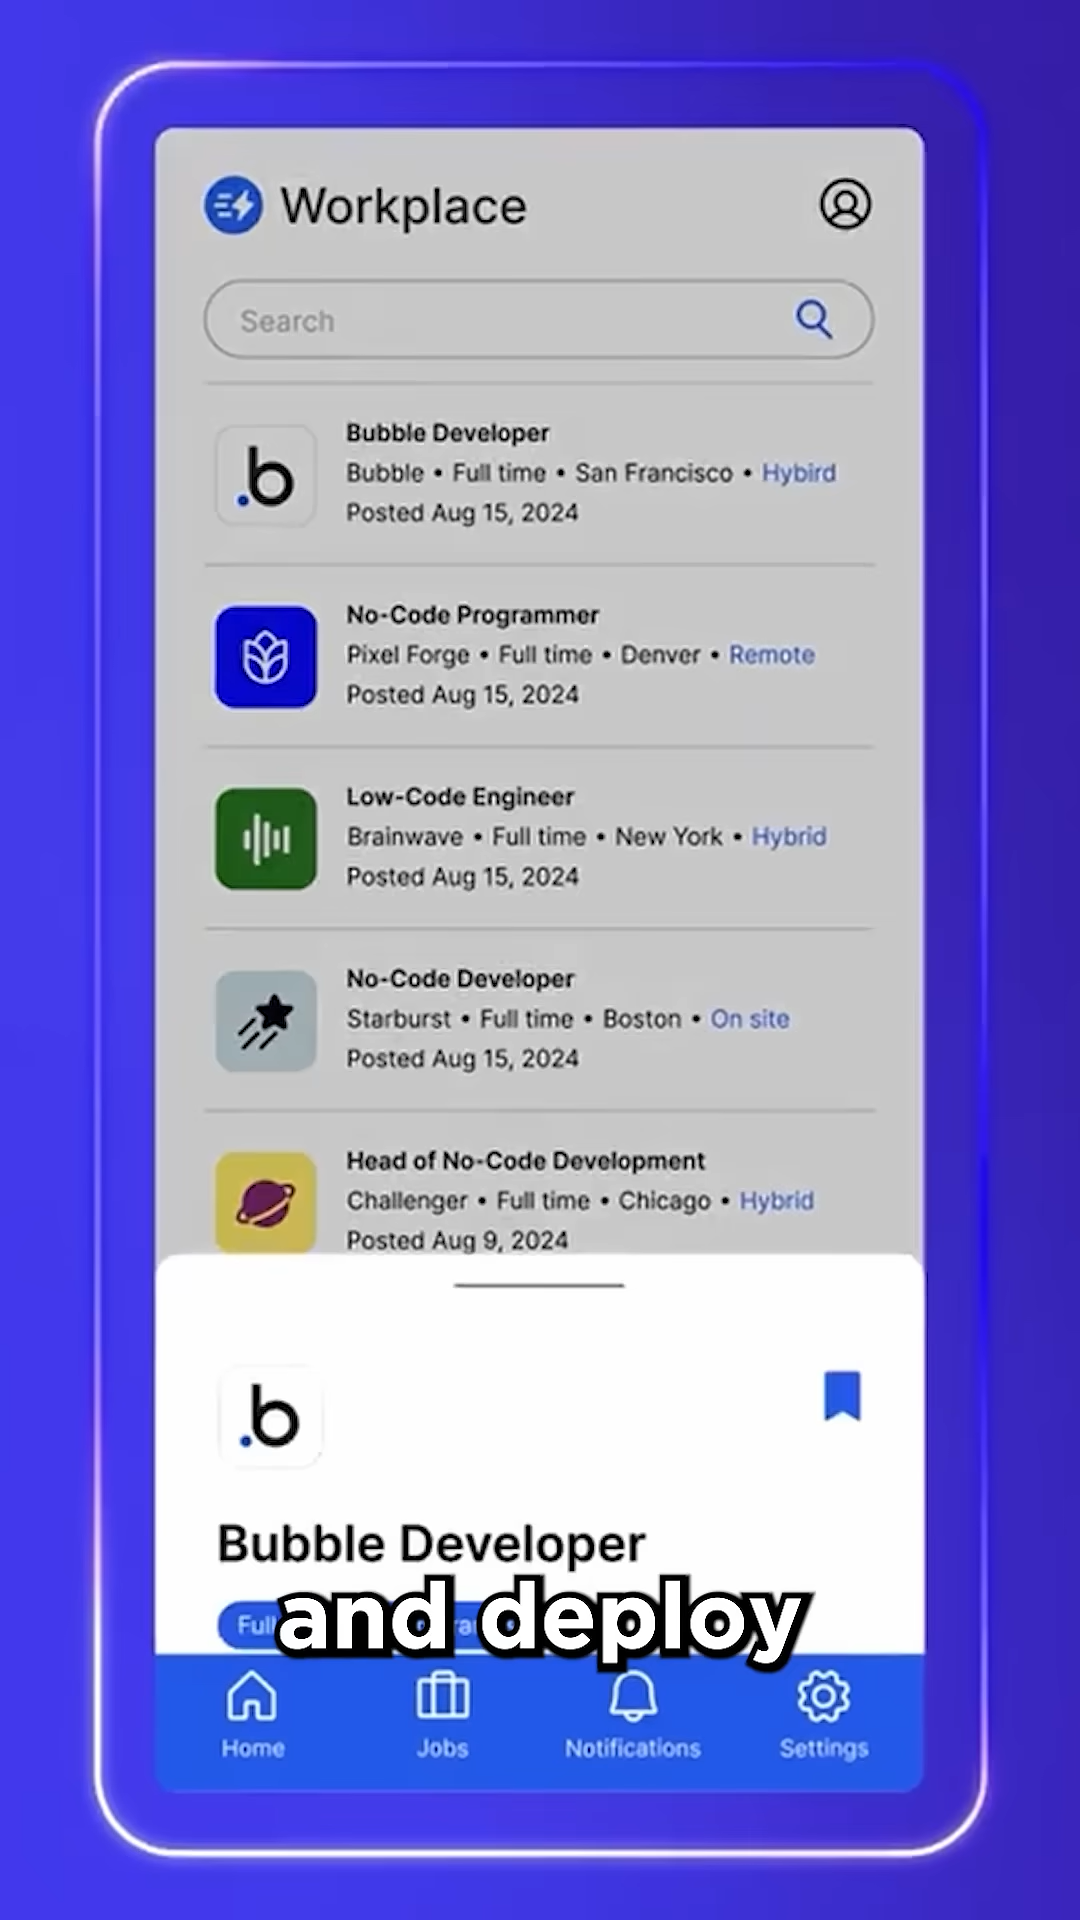 Workplace
Search
Bubble Developer
Bubble • Full time • San Francisco • Hybird
Posted Aug 15, 2024
No-Code Programmer
Pixel Forge • Full time • Denver • Remote
Posted Aug 15, 2024
Low-Code Engineer
Brainwave • Full time • New York • Hybrid
Posted Aug 15, 2024
No-Code Developer
Starburst • Full time • Boston • On site
Posted Aug 15, 2024
Head of No-Code Development
Challenger • Full time • Chicago • Hybrid
Posted Aug 9, 2024
.b
Bubble Developer
and deploy
Home Jobs Notifications Settings